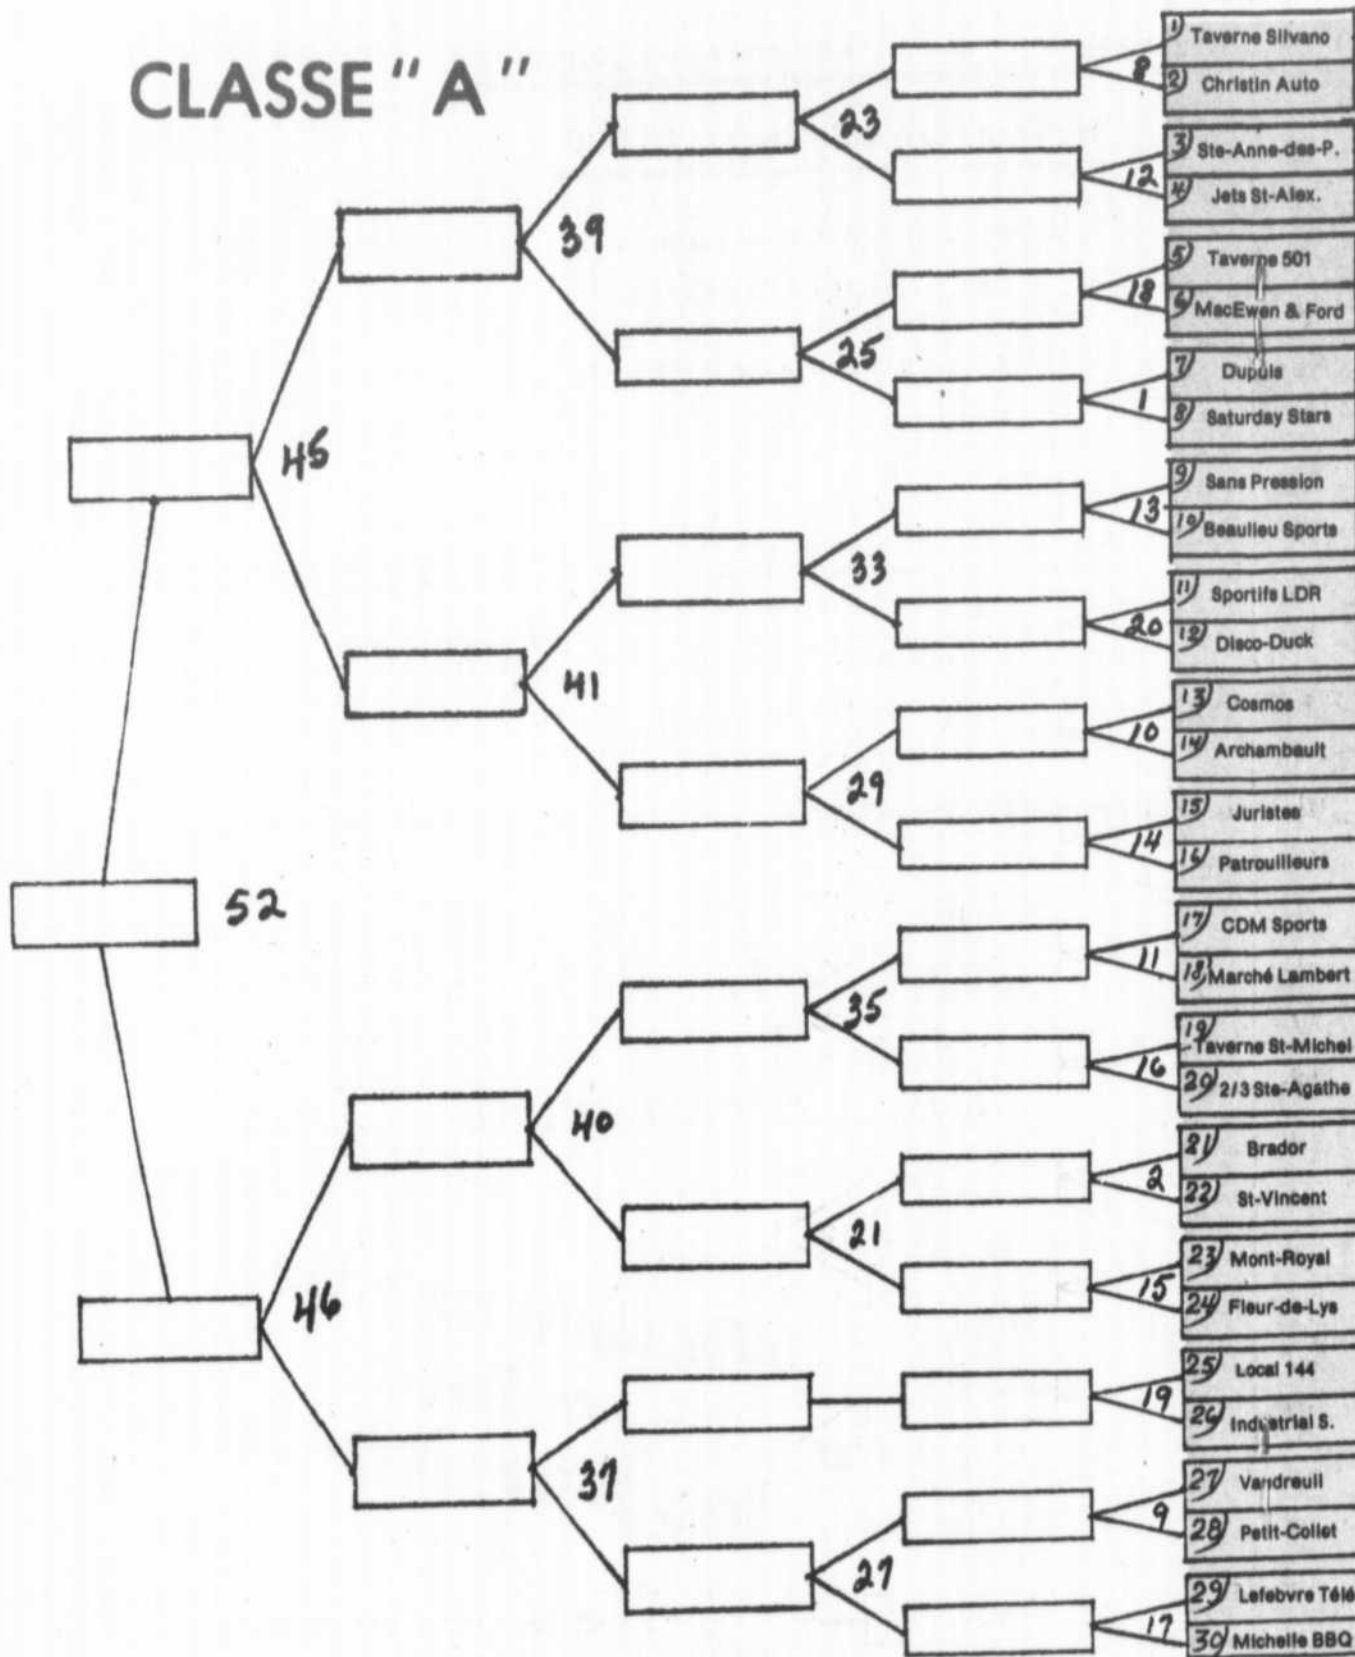 CLASSE "A"
1) Taverne Silvano
8
2) Christin Auto
23
3) Ste-Anne-des-P.
12
4) Jets St-Alex.
39
5) Taverne 501
18
6) MacEwen & Ford
25
7) Dupuis
1
8) Saturday Stars
45
9) Sans Pression
13
10) Beaulieu Sports
33
11) Sportifs LDR
20
12) Disco-Duck
41
13) Cosmos
10
14) Archambault
29
15) Juristes
14
16) Patrouilleurs
52
17) CDM Sports
11
18) Marché Lambert
35
19) Taverne St-Michel
16
20) 2/3 Ste-Agathe
40
21) Brador
2
22) St-Vincent
21
23) Mont-Royal
15
24) Fleur-de-Lys
46
25) Local 144
19
26) Industrial S.
37
27) Vaudreuil
9
28) Petit-Collet
27
29) Lefebvre Télé
17
30) Michelle BBQ